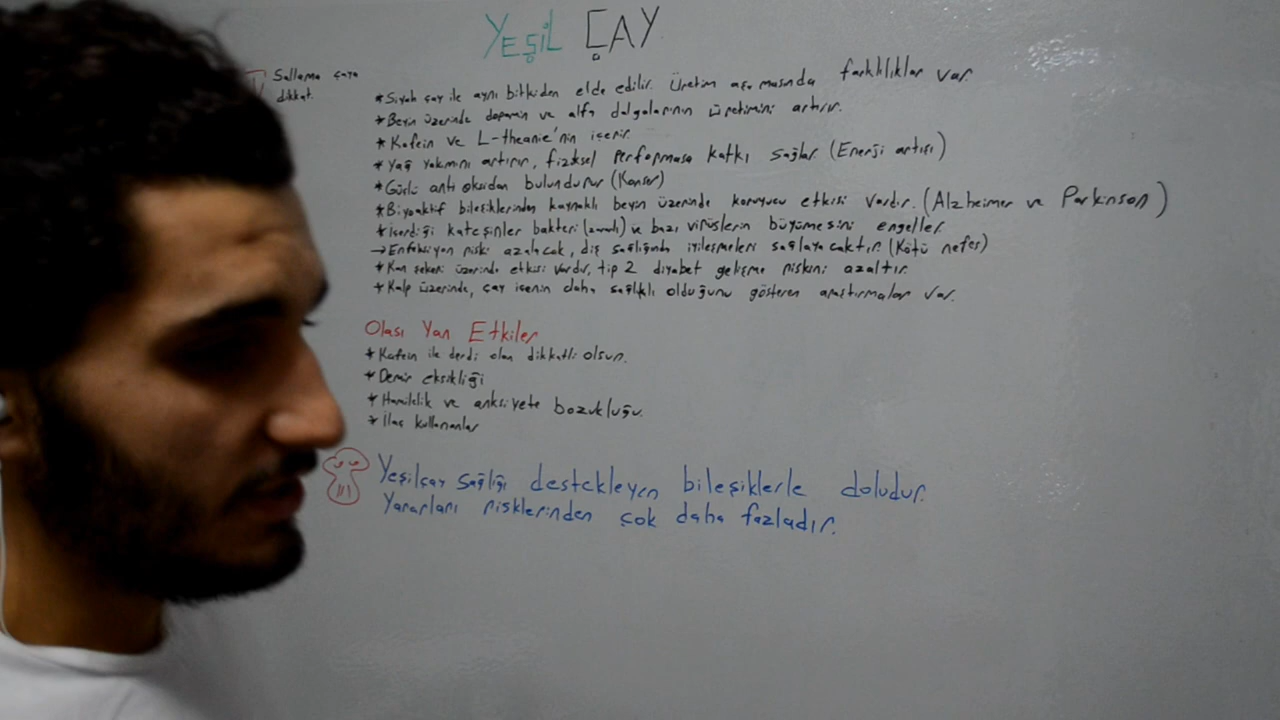 YEŞİL ÇAY
Sallama çaya
dikkat.
* Siyah çay ile aynı bitkiden elde edilir. Üretim aşamasında farklılıklar var
* Beyin üzerinde dopamin ve alfa dalgalarının üretimini artırır.
* Kafein ve L-theanie'nin içerir.
* Yağ yakımını artırır, fiziksel performasa katkı sağlar (Enerji artışı)
* Güçlü anti oksidan bulundurur (Kanser)
* Biyoaktif bileşiklerinden kaynaklı beyin üzerinde koruyucu etkisi vardır. (Alzheimer ve Parkinson)
* İçerdiği kateşinler bakteri (zararlı) ve bazı virüslerin büyümesini engeller.
→ Enfeksiyon riski azalacak, diş sağlığında iyileşmeleri sağlayacaktır. (Kötü nefes)
* Kan şekeri üzerinde etkisi vardır, tip 2 diyabet gelişme riskini azaltır.
* Kalp üzerinde, çay içenin daha sağlıklı olduğunu gösteren araştırmalar var.
Olası Yan Etkiler
* Kafein ile derdi olan dikkatli olsun.
* Demir eksikliği
* Hamilelik ve anksiyete bozukluğu.
* İlaç kullananlar
Yeşilçay sağlığı destekleyen bileşiklerle doludur.
Yararları risklerinden çok daha fazladır.